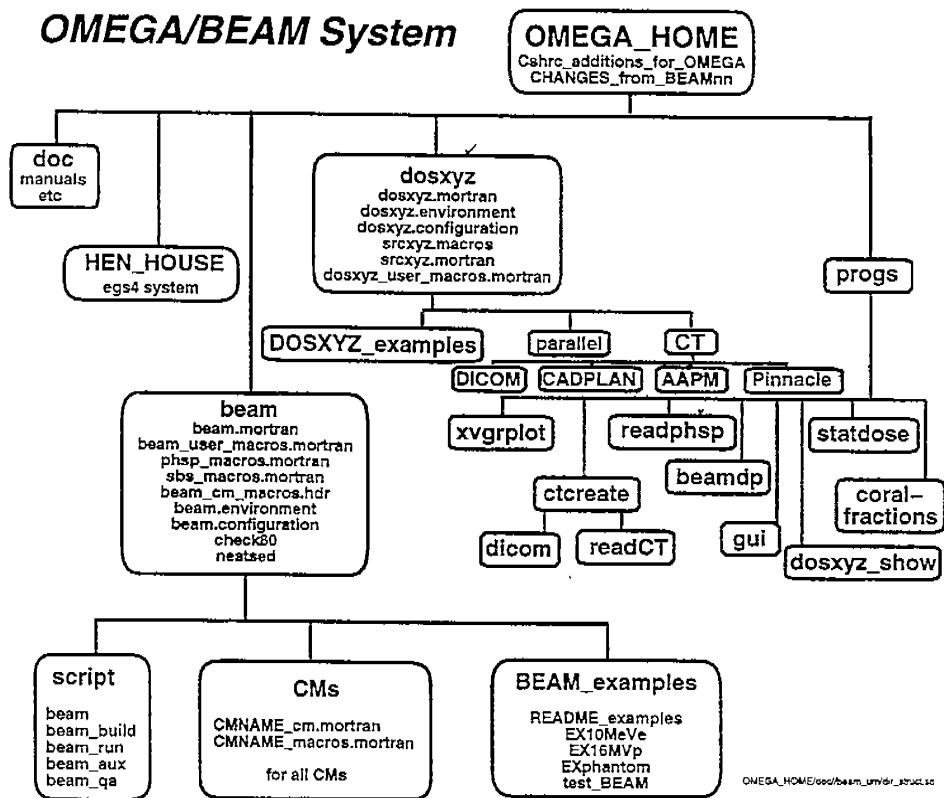 OMEGA/BEAM System
OMEGA_HOME
Cshrc_additions_for_OMEGA
CHANGES_from_BEAMnn
doc
manuals
etc
HEN_HOUSE
egs4 system
dosxyz
dosxyz.mortran
dosxyz.environment
dosxyz.configuration
srcxyz.macros
srcxyz.mortran
dosxyz_user_macros.mortran
progs
DOSXYZ_examples
parallel
CT
DICOM
CADPLAN
AAPM
Pinnacle
beam
beam.mortran
beam_user_macros.mortran
phsp_macros.mortran
sbs_macros.mortran
beam_cm_macros.hdr
beam.environment
beam.configuration
check80
neatsed
xvgrplot
readphsp
statdose
ctcreate
beamdp
coral–
fractions
dicom
readCT
gui
dosxyz_show
script
beam
beam_build
beam_run
beam_aux
beam_qa
CMs
CMNAME_cm.mortran
CMNAME_macros.mortran
for all CMs
BEAM_examples
README_examples
EX10MeVe
EX16MVp
EXphantom
test_BEAM
OMEGA_HOME/doc/beam_um/dir_struct.sc